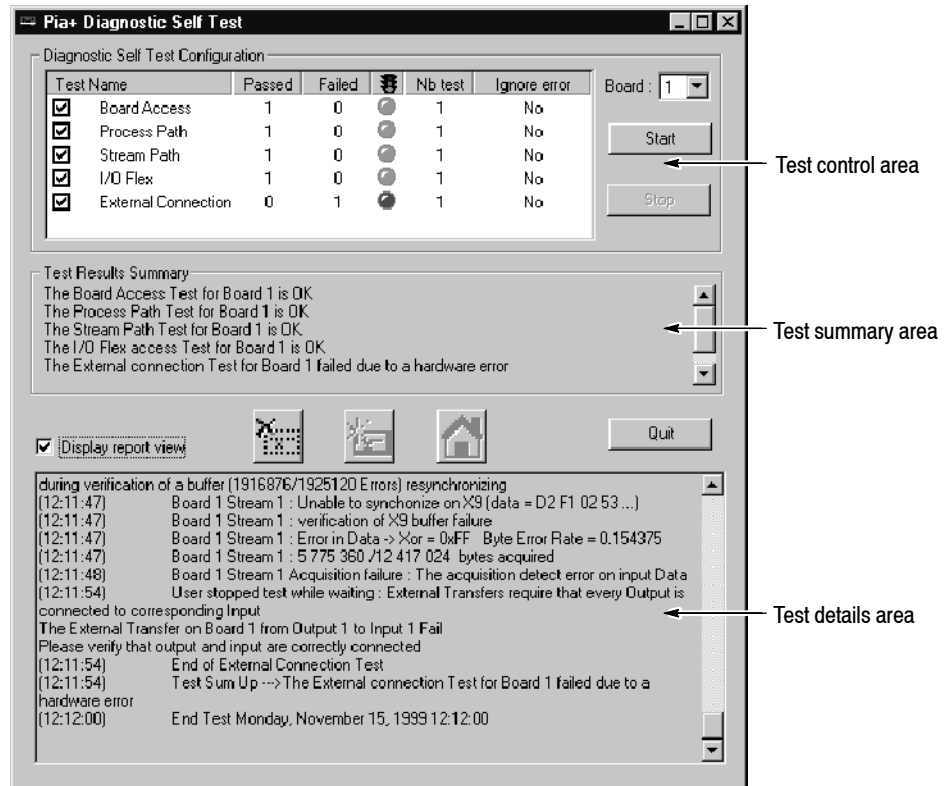 Pia+ Diagnostic Self Test
Diagnostic Self Test Configuration
Test Name Passed Failed Nb test Ignore error
Board : 1
Board Access 1 0 1 No
Process Path 1 0 1 No
Start
Stream Path 1 0 1 No
Test control area
I/O Flex 1 0 1 No
External Connection 0 1 1 No
Stop
Test Results Summary
The Board Access Test for Board 1 is OK
The Process Path Test for Board 1 is OK
The Stream Path Test for Board 1 is OK
Test summary area
The I/O Flex access Test for Board 1 is OK
The External connection Test for Board 1 failed due to a hardware error
Display report view
Quit
during verification of a buffer (1916876/1925120 Errors) resynchronizing
(12:11:47) Board 1 Stream 1 : Unable to synchonize on X9 (data = D2 F1 02 53 ...)
(12:11:47) Board 1 Stream 1 : verification of X9 buffer failure
(12:11:47) Board 1 Stream 1 : Error in Data -> Xor = 0xFF Byte Error Rate = 0.154375
(12:11:47) Board 1 Stream 1 : 5 775 360 /12 417 024 bytes acquired
(12:11:48) Board 1 Stream 1 Acquisition failure : The acquisition detect error on input Data
(12:11:54) User stopped test while waiting : External Transfers require that every Output is
connected to corresponding Input
Test details area
The External Transfer on Board 1 from Output 1 to Input 1 Fail
Please verify that output and input are correctly connected
(12:11:54) End of External Connection Test
(12:11:54) Test Sum Up --->The External connection Test for Board 1 failed due to a
hardware error
(12:12:00) End Test Monday, November 15, 1999 12:12:00